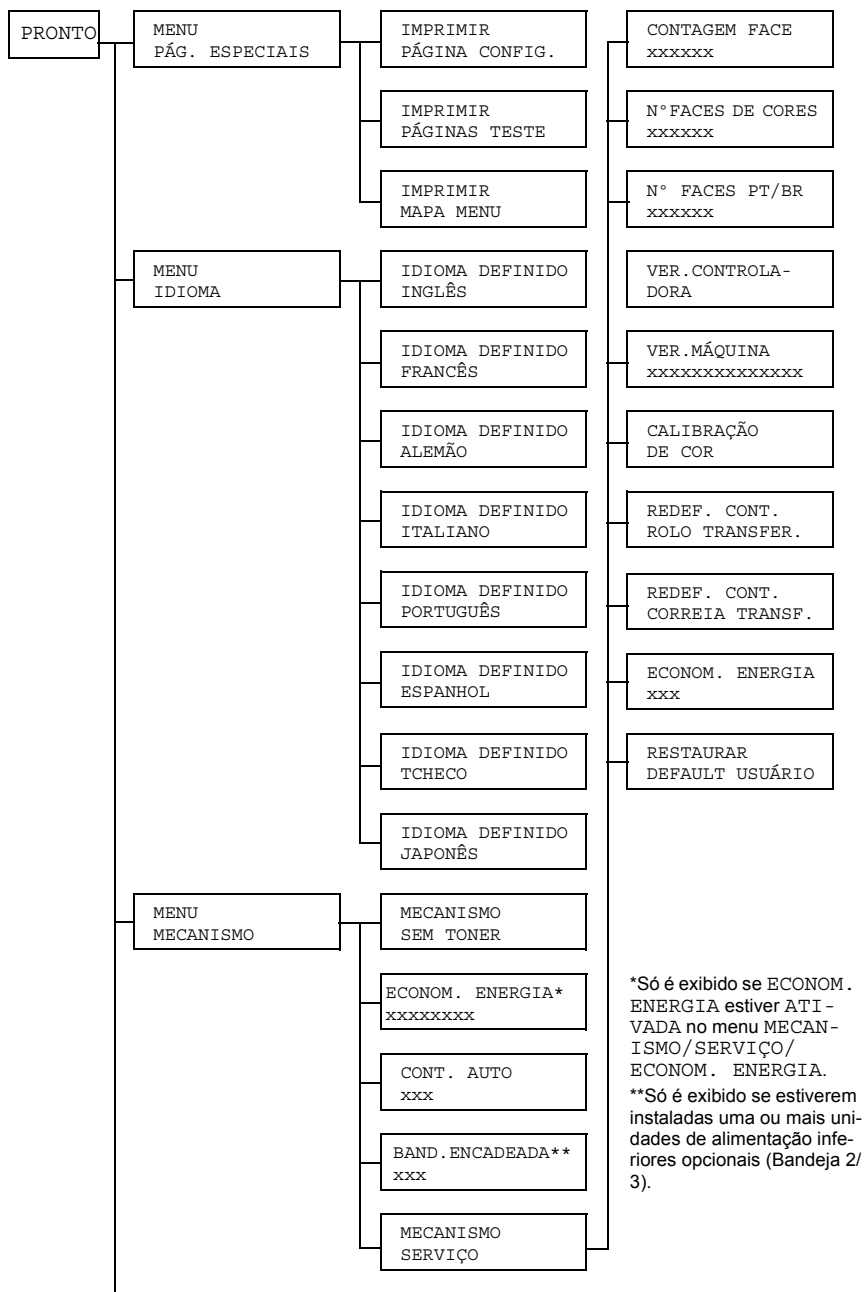 PRONTO
MENU
PÁG. ESPECIAIS
IMPRIMIR
PÁGINA CONFIG.
IMPRIMIR
PÁGINAS TESTE
IMPRIMIR
MAPA MENU
MENU
IDIOMA
IDIOMA DEFINIDO
INGLÊS
IDIOMA DEFINIDO
FRANCÊS
IDIOMA DEFINIDO
ALEMÃO
IDIOMA DEFINIDO
ITALIANO
IDIOMA DEFINIDO
PORTUGUÊS
IDIOMA DEFINIDO
ESPANHOL
IDIOMA DEFINIDO
TCHECO
IDIOMA DEFINIDO
JAPONÊS
MENU
MECANISMO
MECANISMO
SEM TONER
ECONOM. ENERGIA*
xxxxxxxx
CONT. AUTO
xxx
BAND.ENCADEADA**
xxx
MECANISMO
SERVIÇO
CONTAGEM FACE
xxxxxx
N°FACES DE CORES
xxxxxx
N° FACES PT/BR
xxxxxx
VER.CONTROLA-
DORA
VER.MÁQUINA
xxxxxxxxxxxxxx
CALIBRAÇÃO
DE COR
REDEF. CONT.
ROLO TRANSFER.
REDEF. CONT.
CORREIA TRANSF.
ECONOM. ENERGIA
xxx
RESTAURAR
DEFAULT USUÁRIO
*Só é exibido se ECONOM.
ENERGIA estiver ATI-
VADA no menu MECAN-
ISMO/SERVIÇO/
ECONOM. ENERGIA.
**Só é exibido se estiverem
instaladas uma ou mais uni-
dades de alimentação infe-
riores opcionais (Bandeja 2/
3).